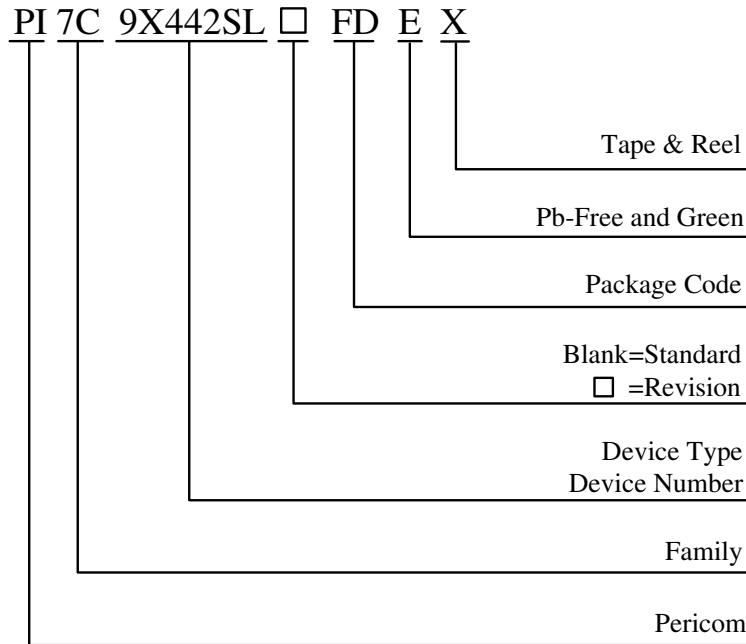 PI 7C 9X442SL □ FD E X
Tape & Reel
Pb-Free and Green
Package Code
Blank=Standard
□ =Revision
Device Type
Device Number
Family
Pericom